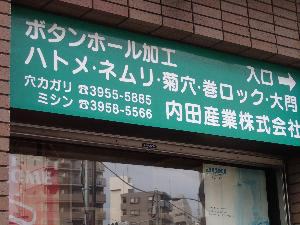 ボタンホール加工 入口→
ハトメ・ネムリ・菊穴・巻ロック・大門
穴カガリ ☎3955-5885
ミシン ☎3958-5566
内田産業株式会社